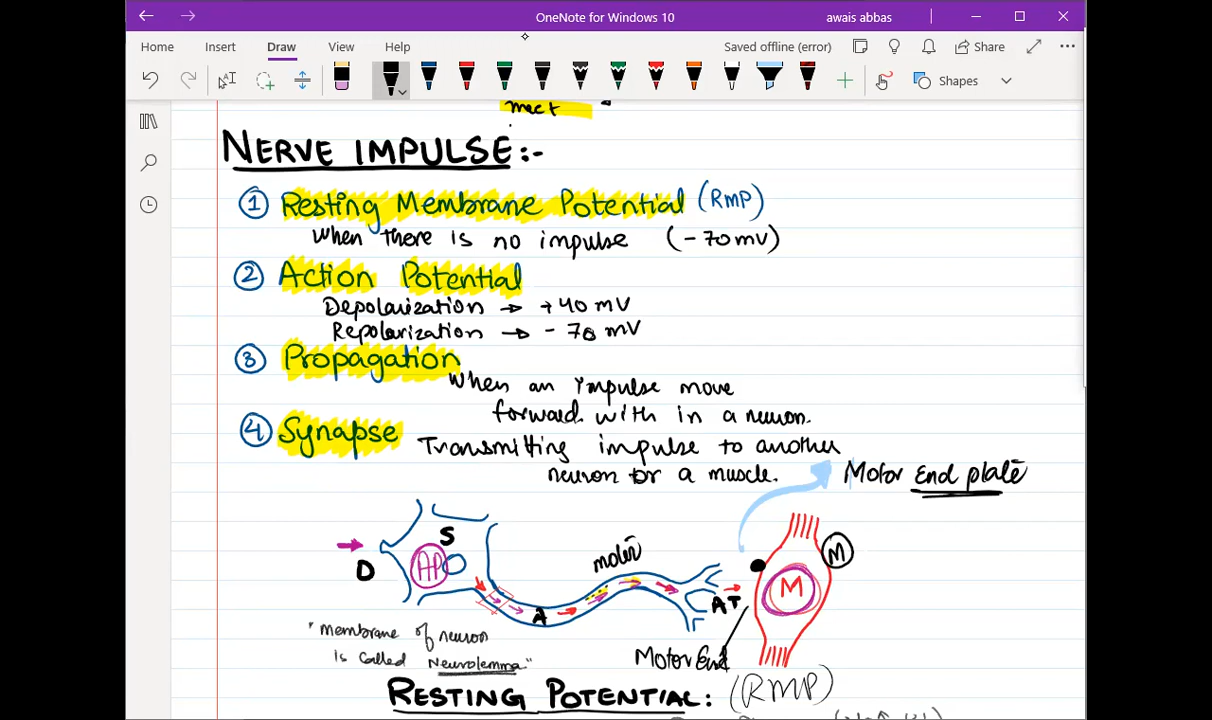 OneNote for Windows 10
awais abbas
Home Insert Draw View Help
Saved offline (error)
Share
Shapes
NERVE IMPULSE:-
1 Resting Membrane Potential (RMP)
When there is no impulse (-70mV)
2 Action Potential
Depolarization → +40 mV
Repolarization → - 70 mV
3 Propagation
When an impulse move
forward with in a neuron.
4 Synapse Transmitting impulse to another
neuron or a muscle.
Motor End plate
S
D
AP
motor
M
M
A
AT
"membrane of neuron
is called Neurolemma"
Motor End
RESTING POTENTIAL: (RMP)